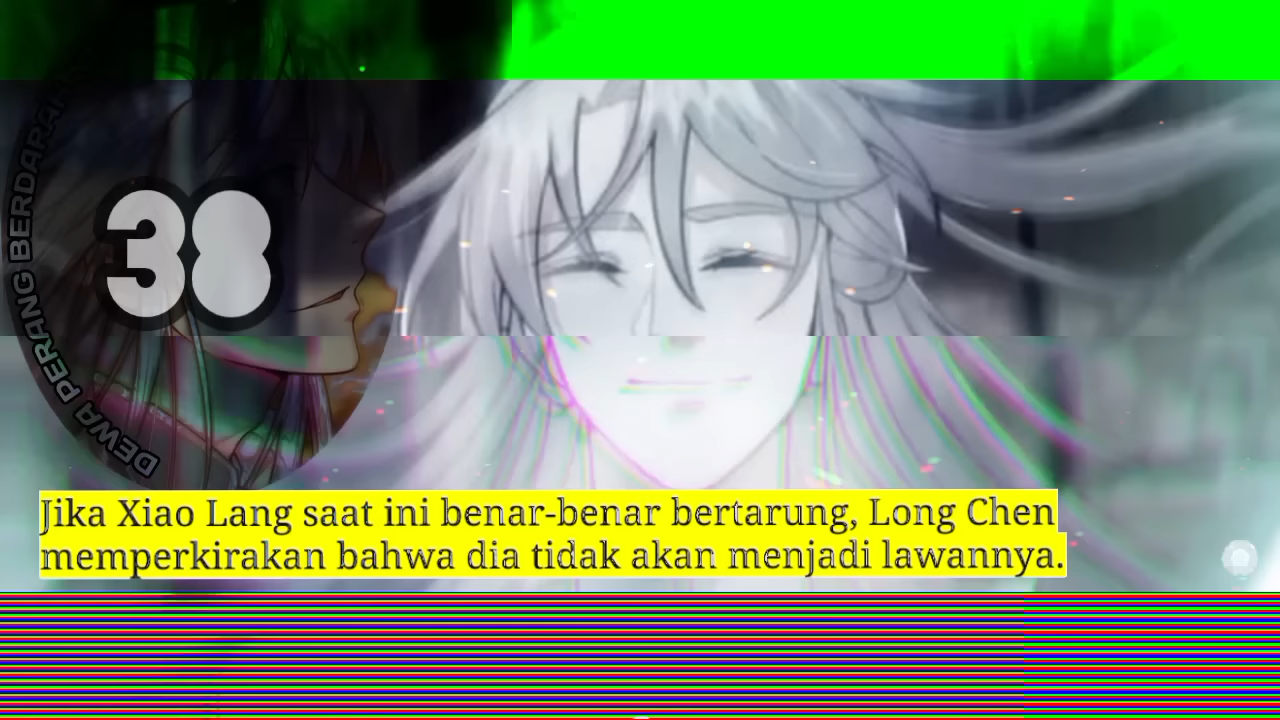 DEWA PERANG BERDARAH
38
Jika Xiao Lang saat ini benar-benar bertarung, Long Chen
memperkirakan bahwa dia tidak akan menjadi lawannya.